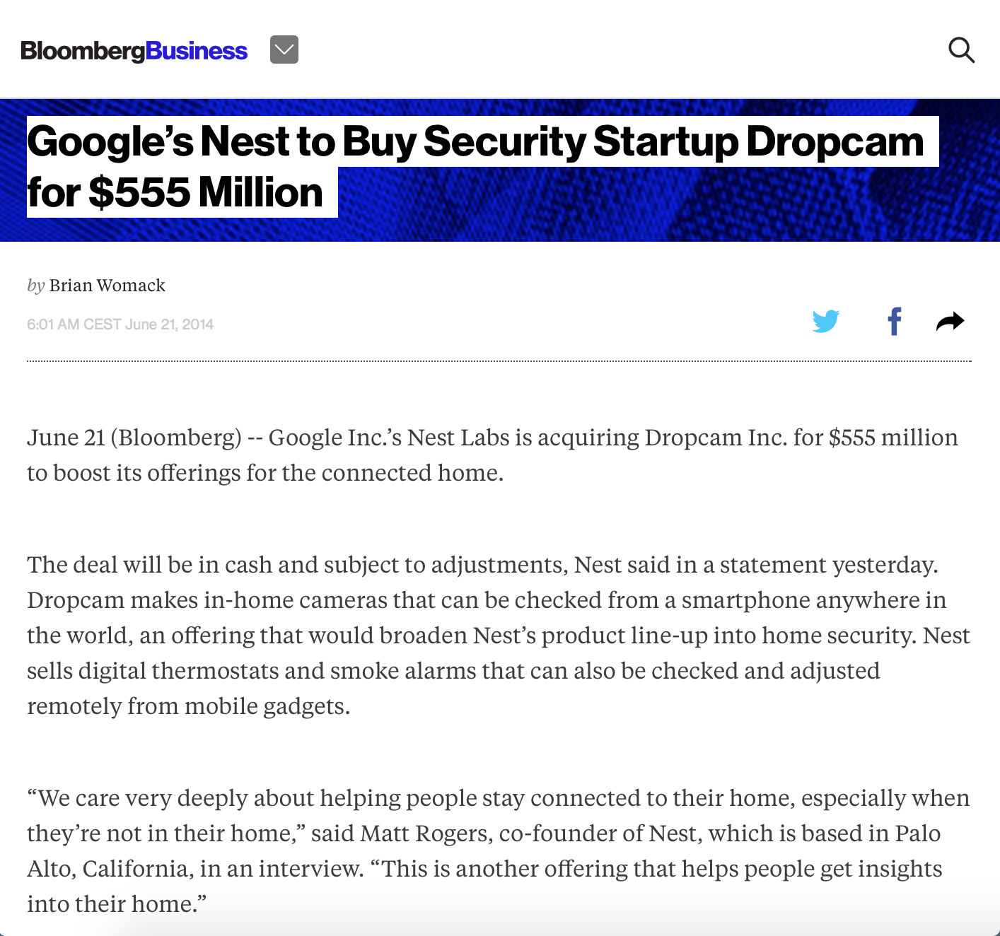 BloombergBusiness
Google’s Nest to Buy Security Startup Dropcam
for $555 Million
by Brian Womack
6:01 AM CEST June 21, 2014
June 21 (Bloomberg) -- Google Inc.’s Nest Labs is acquiring Dropcam Inc. for $555 million
to boost its offerings for the connected home.
The deal will be in cash and subject to adjustments, Nest said in a statement yesterday.
Dropcam makes in-home cameras that can be checked from a smartphone anywhere in
the world, an offering that would broaden Nest’s product line-up into home security. Nest
sells digital thermostats and smoke alarms that can also be checked and adjusted
remotely from mobile gadgets.
“We care very deeply about helping people stay connected to their home, especially when
they’re not in their home,” said Matt Rogers, co-founder of Nest, which is based in Palo
Alto, California, in an interview. “This is another offering that helps people get insights
into their home.”